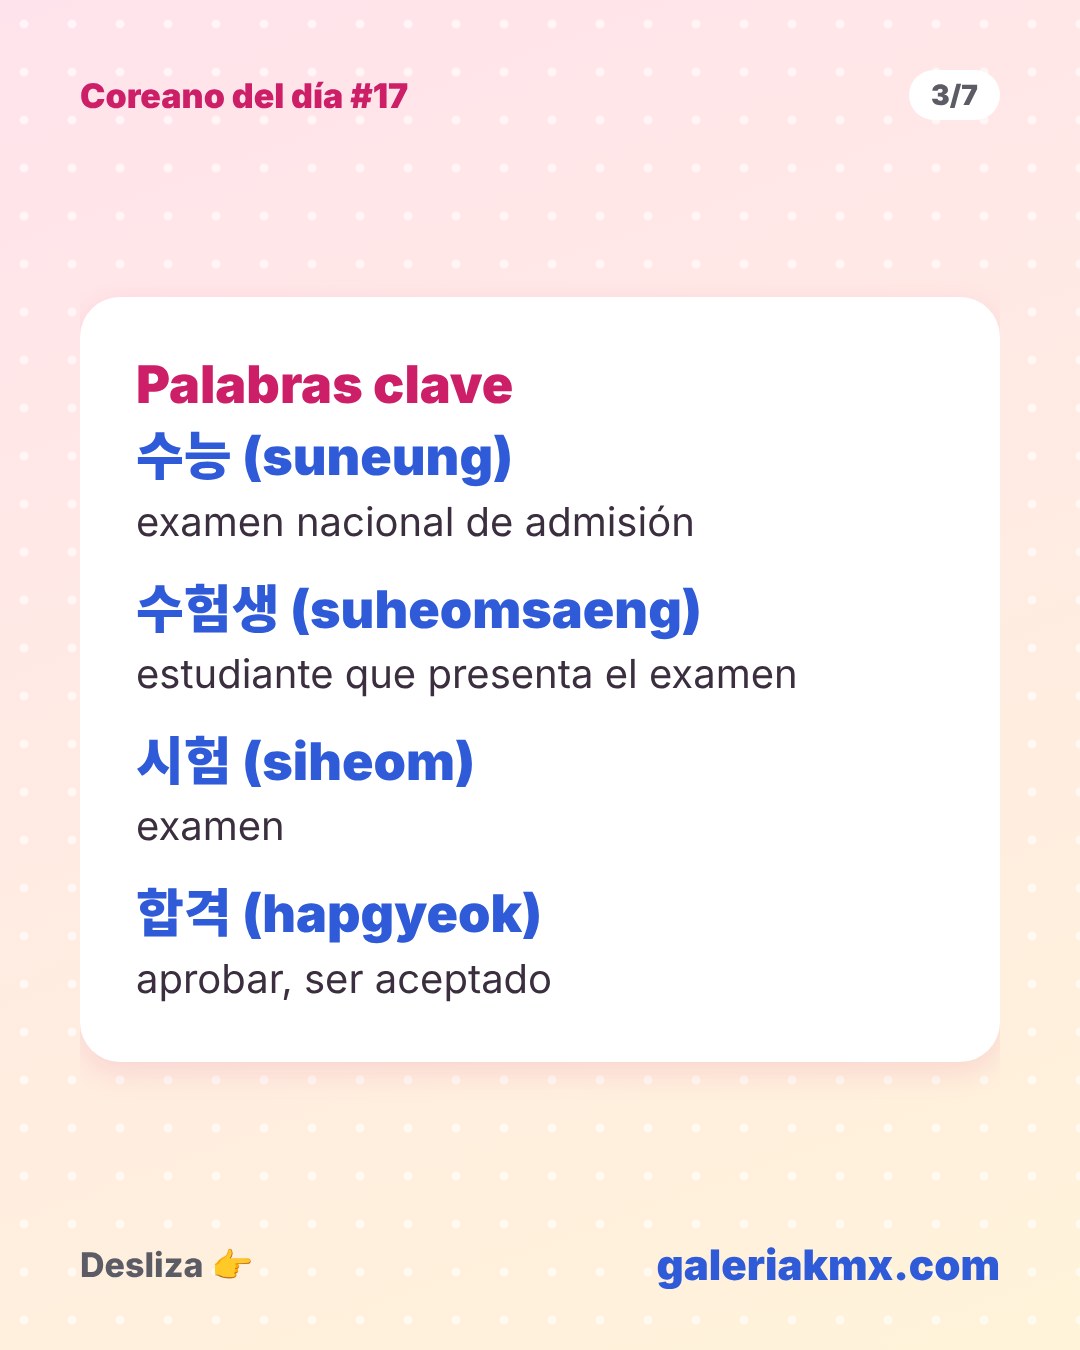 Coreano del día #17
3/7
Palabras clave
수능 (suneung)
examen nacional de admisión
수험생 (suheomsaeng)
estudiante que presenta el examen
시험 (siheom)
examen
합격 (hapgyeok)
aprobar, ser aceptado
Desliza 👉
galeriakmx.com